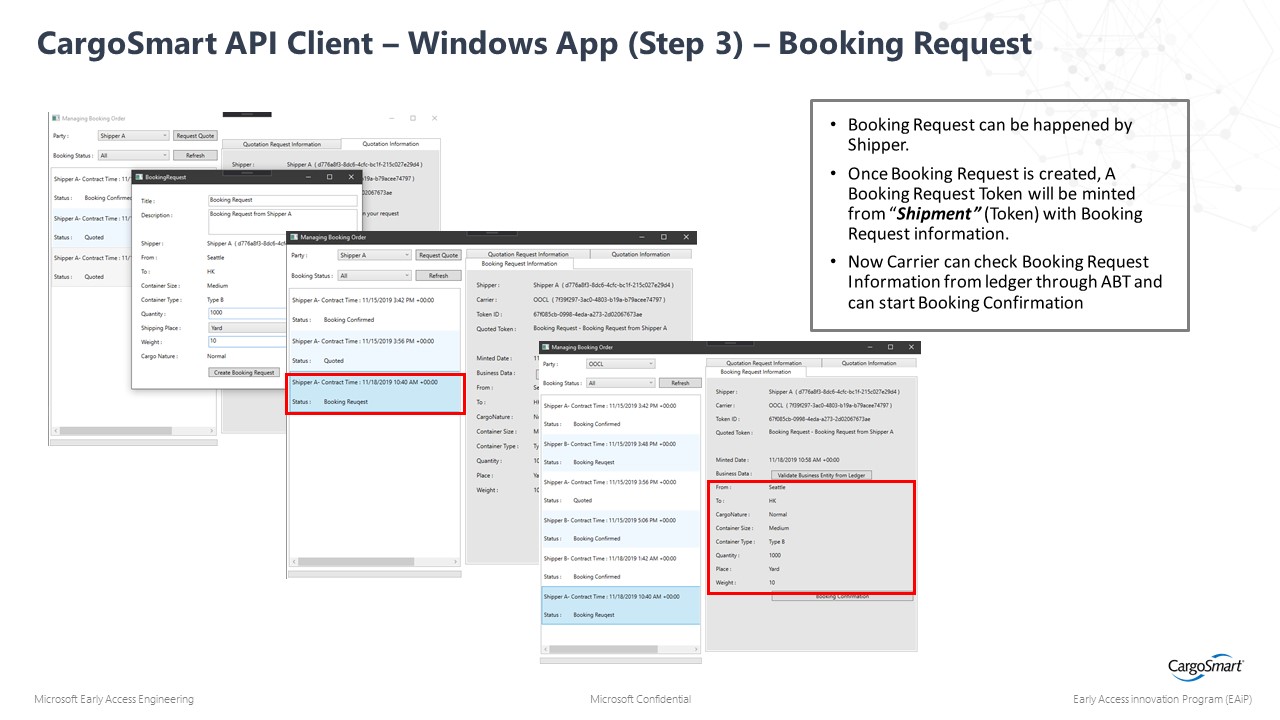 CargoSmart API Client – Windows App (Step 3) – Booking Request
Managing Booking Order
Party :
Shipper A
Request Quote
Booking Status :
All
Refresh
Quotation Request Information
Quotation Information
Shipper :
Shipper A ( d776a8f3-8dc6-4cfc-bc1f-215c027e29d4 )
19a-b79acee74797 )
02067673ae
n your request
Shipper A- Contract Time : 11/
Status :
Booking Confirmed
Shipper A- Contract Time : 11/
Status :
Quoted
Shipper A- Contract Time : 11/
Status :
Quoted
BookingRequest
Title :
Booking Request
Description :
Booking Request from Shipper A
Shipper :
Shipper A ( d776a8f3-8dc6-4c
From :
Seattle
To :
HK
Container Size :
Medium
Container Type :
Type B
Quantity :
1000
Shipping Place :
Yard
Weight :
10
Cargo Nature :
Normal
Create Booking Request
Managing Booking Order
Party :
Shipper A
Request Quote
Booking Status :
All
Refresh
Shipper A- Contract Time : 11/15/2019 3:42 PM +00:00
Status :
Booking Confirmed
Shipper A- Contract Time : 11/15/2019 3:56 PM +00:00
Status :
Quoted
Shipper A- Contract Time : 11/18/2019 10:40 AM +00:00
Status :
Booking Reuqest
Quotation Request Information
Quotation Information
Booking Request Information
Shipper :
Shipper A ( d776a8f3-8dc6-4cfc-bc1f-215c027e29d4 )
Carrier :
OOCL ( 7f39f297-3ac0-4803-b19a-b79acee74797 )
Token ID :
67f085cb-0998-4eda-a273-2d02067673ae
Quoted Token :
Booking Request - Booking Request from Shipper A
Minted Date :
11
Business Data :
From :
Se
To :
H
CargoNature :
N
Container Size :
M
Container Type :
Ty
Quantity :
10
Place :
Ya
Weight :
10
Managing Booking Order
Party :
OOCL
Booking Status :
All
Refresh
Shipper A- Contract Time : 11/15/2019 3:42 PM +00:00
Status :
Booking Confirmed
Shipper B- Contract Time : 11/15/2019 3:48 PM +00:00
Status :
Booking Reuqest
Shipper A- Contract Time : 11/15/2019 3:56 PM +00:00
Status :
Quoted
Shipper B- Contract Time : 11/15/2019 5:06 PM +00:00
Status :
Booking Confirmed
Shipper B- Contract Time : 11/18/2019 1:42 AM +00:00
Status :
Booking Confirmed
Shipper A- Contract Time : 11/18/2019 10:40 AM +00:00
Status :
Booking Reuqest
Quotation Request Information
Quotation Information
Booking Request Information
Shipper :
Shipper A ( d776a8f3-8dc6-4cfc-bc1f-215c027e29d4 )
Carrier :
OOCL ( 7f39f297-3ac0-4803-b19a-b79acee74797 )
Token ID :
67f085cb-0998-4eda-a273-2d02067673ae
Quoted Token :
Booking Request - Booking Request from Shipper A
Minted Date :
11/18/2019 10:58 AM +00:00
Business Data :
Validate Business Entity from Ledger
From :
Seattle
To :
HK
CargoNature :
Normal
Container Size :
Medium
Container Type :
Type B
Quantity :
1000
Place :
Yard
Weight :
10
Booking Confirmation
• Booking Request can be happened by
Shipper.
• Once Booking Request is created, A
Booking Request Token will be minted
from “Shipment” (Token) with Booking
Request information.
• Now Carrier can check Booking Request
Information from ledger through ABT and
can start Booking Confirmation
CargoSmart
Microsoft Early Access Engineering
Microsoft Confidential
Early Access innovation Program (EAiP)